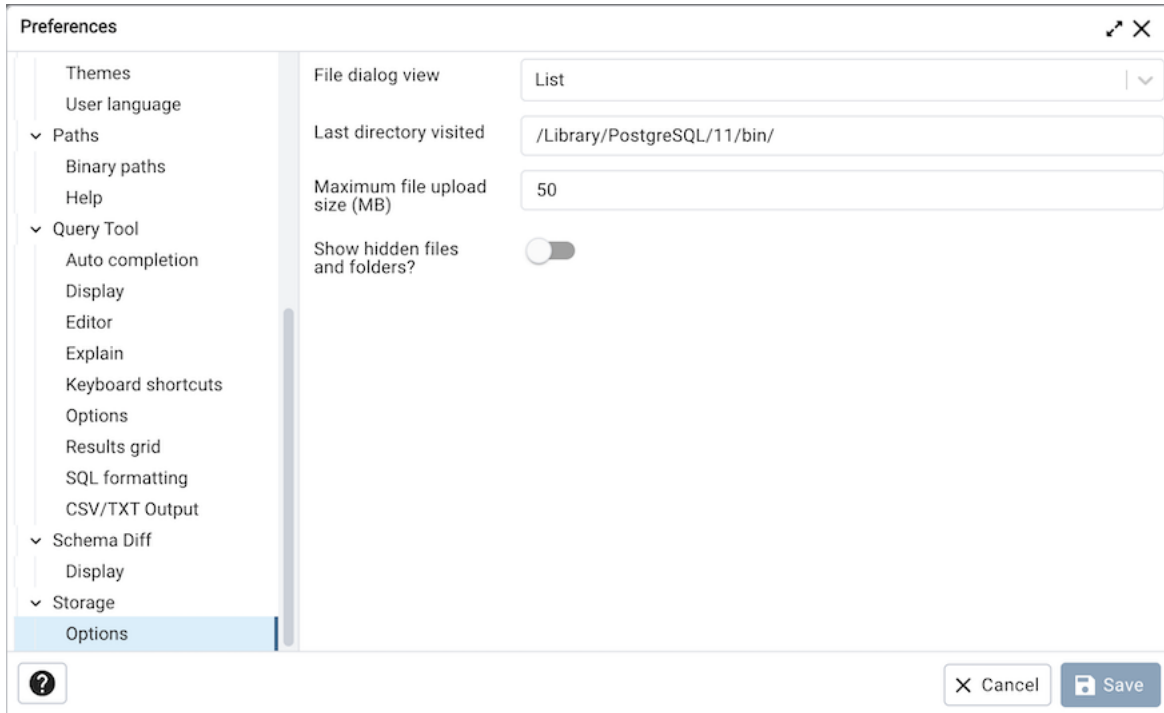 Preferences
Themes
User language
Paths
Binary paths
Help
Query Tool
Auto completion
Display
Editor
Explain
Keyboard shortcuts
Options
Results grid
SQL formatting
CSV/TXT Output
Schema Diff
Display
Storage
Options
File dialog view
List
Last directory visited
/Library/PostgreSQL/11/bin/
Maximum file upload
size (MB)
50
Show hidden files
and folders?
Cancel
Save